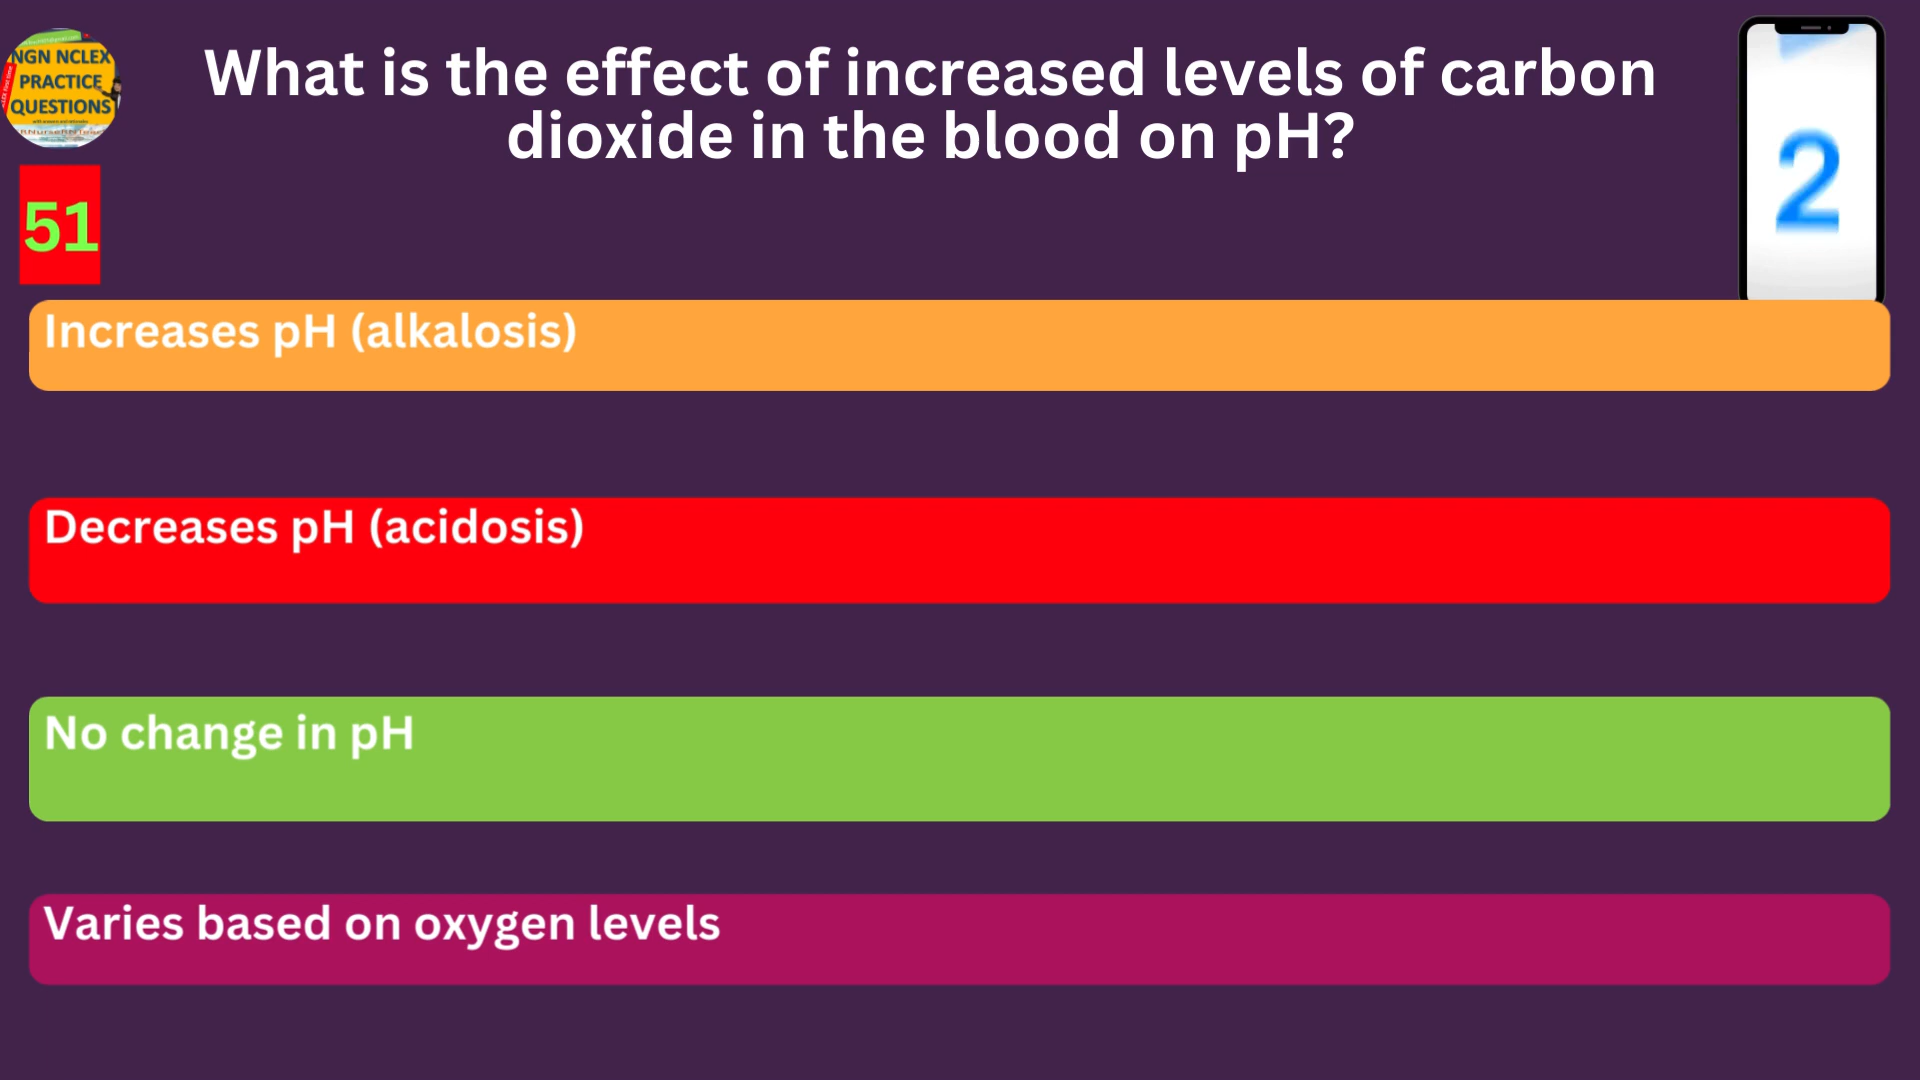 NGN NCLEX
PRACTICE
QUESTIONS
What is the effect of increased levels of carbon
dioxide in the blood on pH?
2
51
Increases pH (alkalosis)
Decreases pH (acidosis)
No change in pH
Varies based on oxygen levels